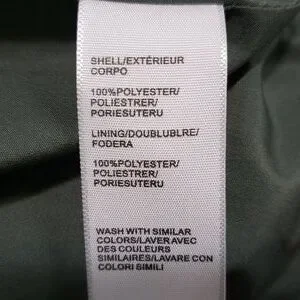 SHELL/EXTÉRIEUR
CORPO
100%POLYESTER/
POLIESTRER/
PORIESUTERU
LINING/DOUBLUBLRE/
FODERA
100%POLYESTER/
POLIESTRER/
PORIESUTERU
WASH WITH SIMILAR
COLORS/LAVER AVEC
DES COULEURS
SIMILAIRES/LAVARE CON
COLORI SIMILI